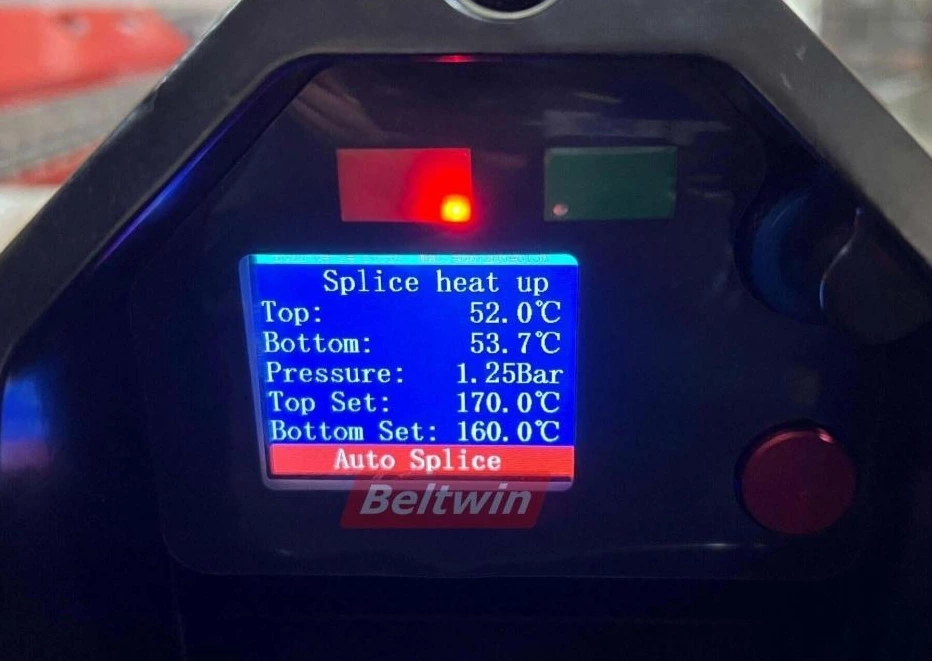 Splice heat up
Top: 52.0℃
Bottom: 53.7℃
Pressure: 1.25Bar
Top Set: 170.0℃
Bottom Set: 160.0℃
Auto Splice
Beltwin